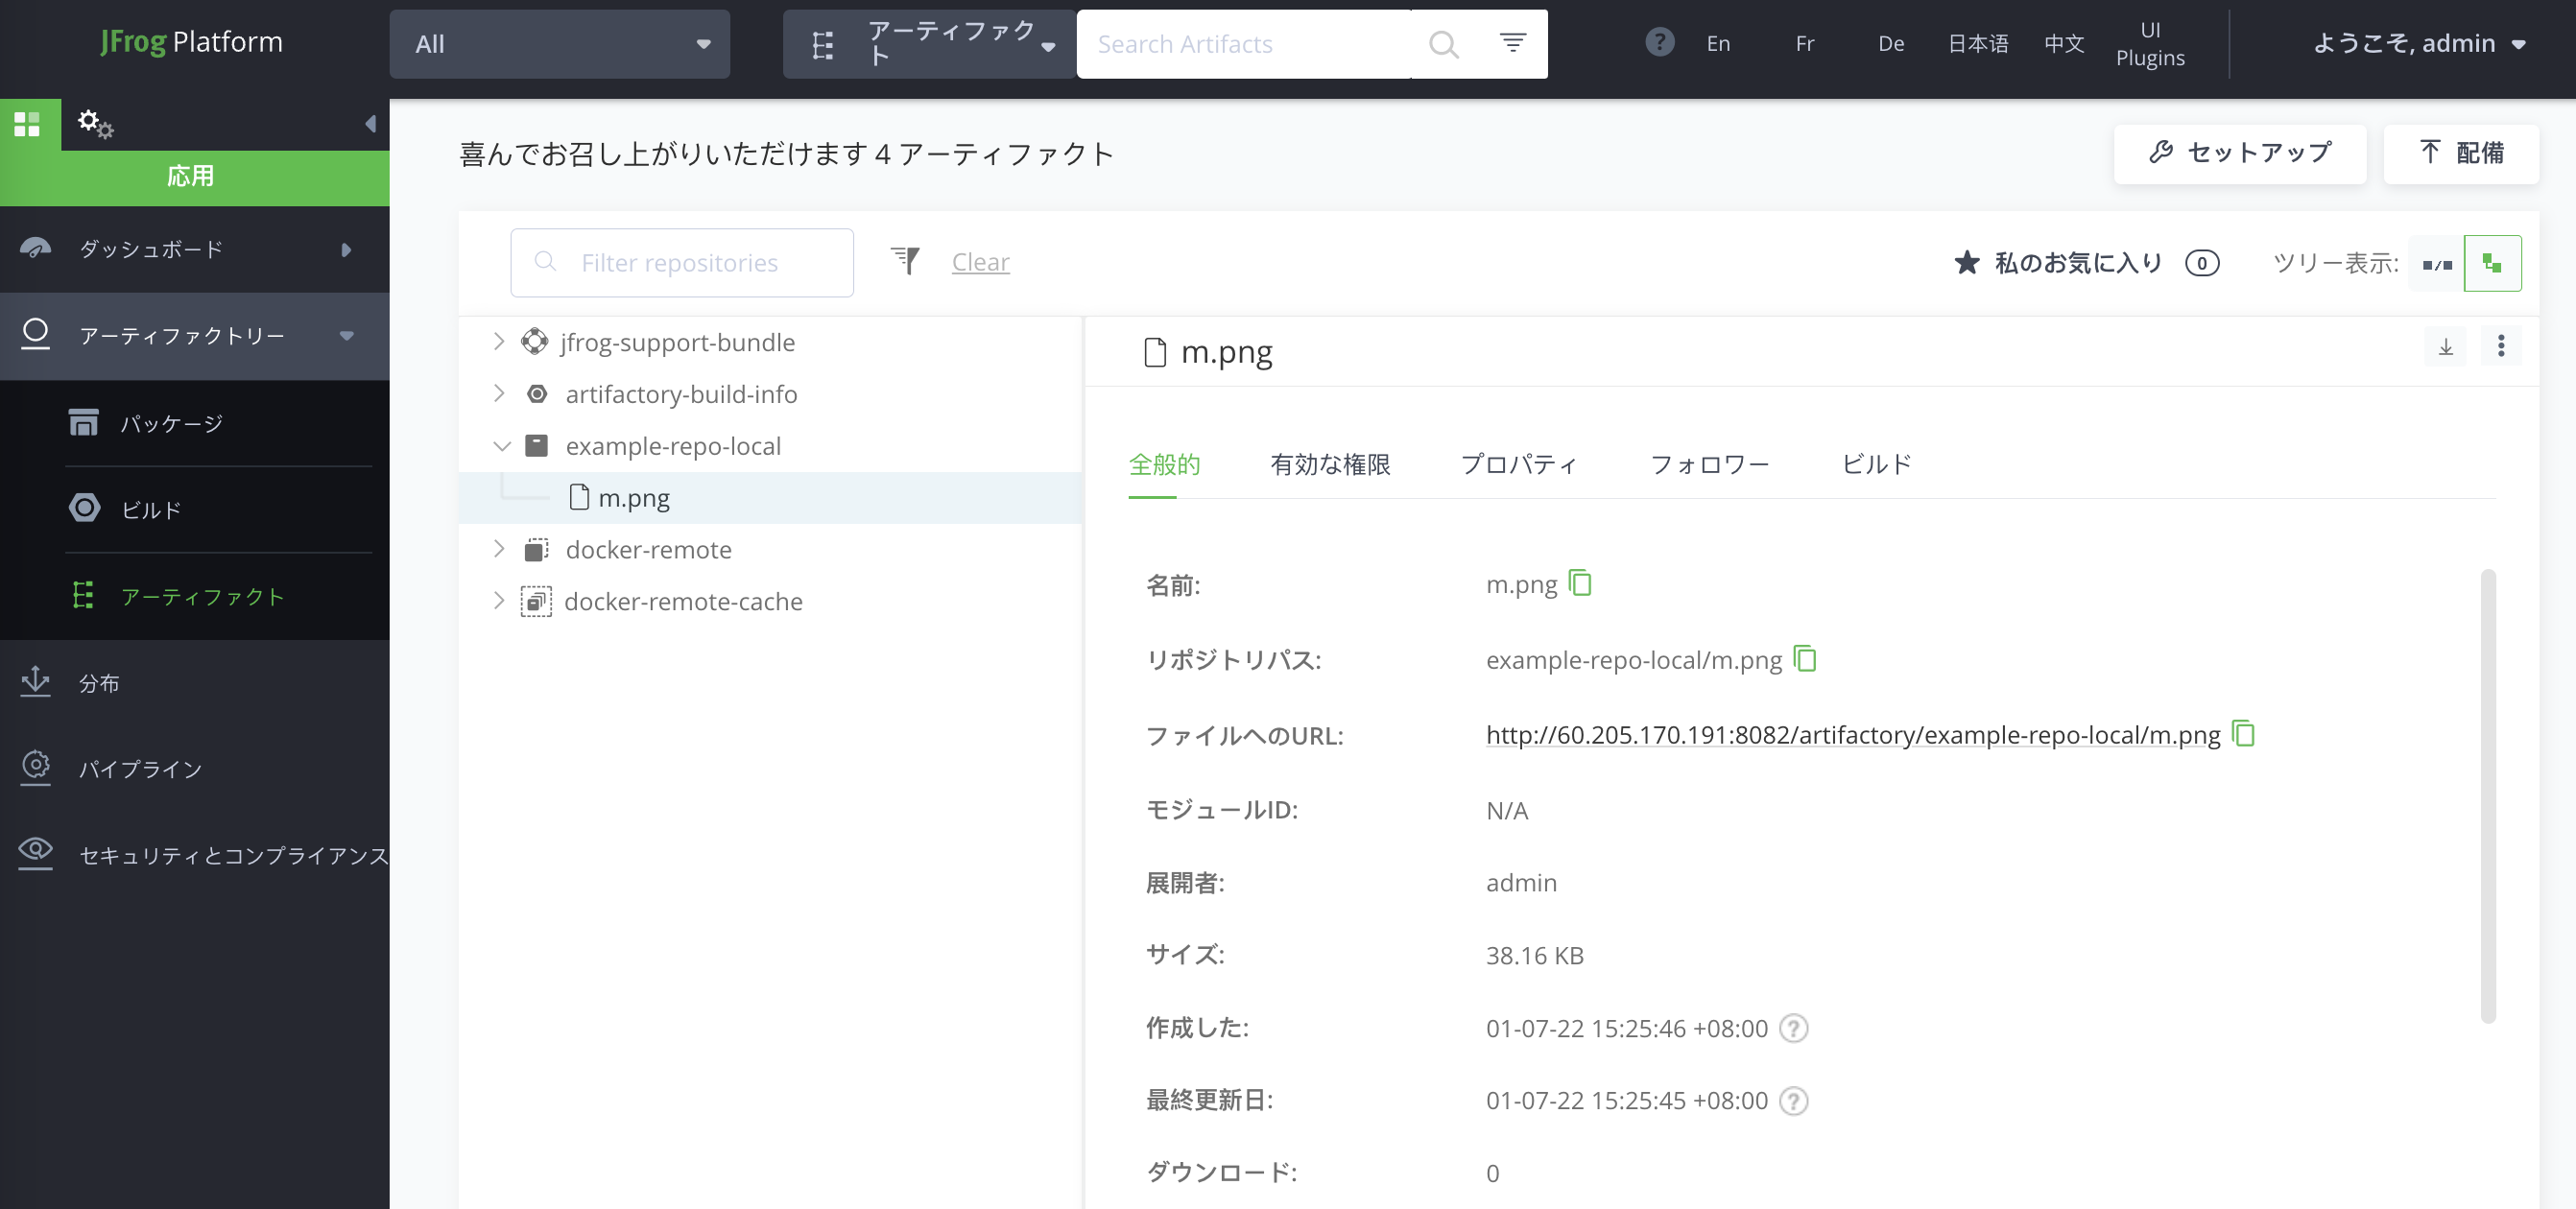 JFrog Platform
All
アーティファクト
Search Artifacts
?
En
Fr
De
日本语
中文
UI Plugins
ようこそ, admin
応用
ダッシュボード
アーティファクトリー
パッケージ
ビルド
アーティファクト
分布
パイプライン
セキュリティとコンプライアンス
喜んでお召し上がりいただけます 4 アーティファクト
セットアップ
配備
Filter repositories
Clear
私のお気に入り
0
ツリー表示:
jfrog-support-bundle
artifactory-build-info
example-repo-local
m.png
docker-remote
docker-remote-cache
m.png
全般的
有効な権限
プロパティ
フォロワー
ビルド
名前: m.png
リポジトリパス: example-repo-local/m.png
ファイルへのURL: http://60.205.170.191:8082/artifactory/example-repo-local/m.png
モジュールID: N/A
展開者: admin
サイズ: 38.16 KB
作成した: 01-07-22 15:25:46 +08:00 ?
最終更新日: 01-07-22 15:25:45 +08:00 ?
ダウンロード: 0